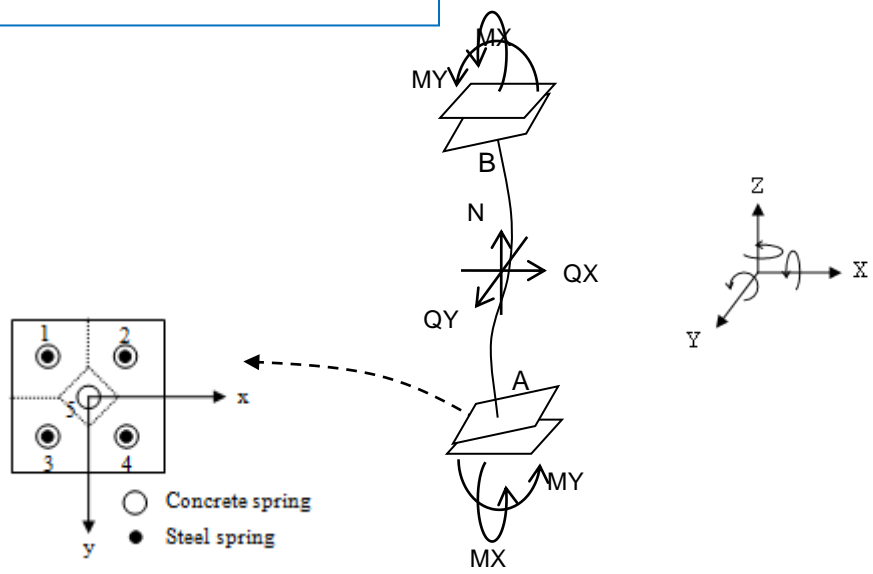 MX
MY
B
N
QX
QY
A
MY
MX
Z
X
Y
1 2
5
3 4
x
y
Concrete spring
Steel spring